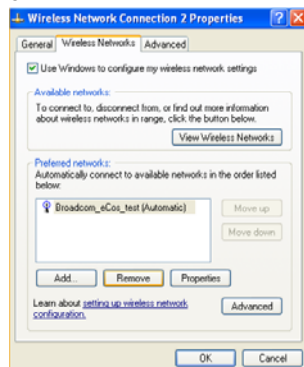 Wireless Network Connection 2 Properties
General Wireless Networks Advanced
Use Windows to configure my wireless network settings
Available networks:
To connect to, disconnect from, or find out more information
about wireless networks in range, click the button below.
View Wireless Networks
Preferred networks:
Automatically connect to available networks in the order listed
below:
Broadcom_eCos_test (Automatic)
Move up
Move down
Add... Remove Properties
Learn about setting up wireless network
configuration.
Advanced
OK Cancel